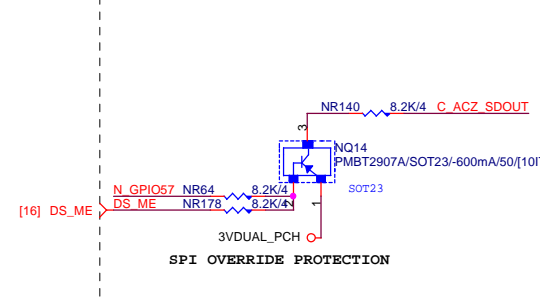 NR140 8.2K/4 C_ACZ_SDOUT
3
NQ14
PMBT2907A/SOT23/-600mA/50/[10IT
SOT23
N_GPIO57 NR64 8.2K/4
[16] DS_ME DS_ME NR178 8.2K/4
2 1
3VDUAL_PCH
SPI OVERRIDE PROTECTION